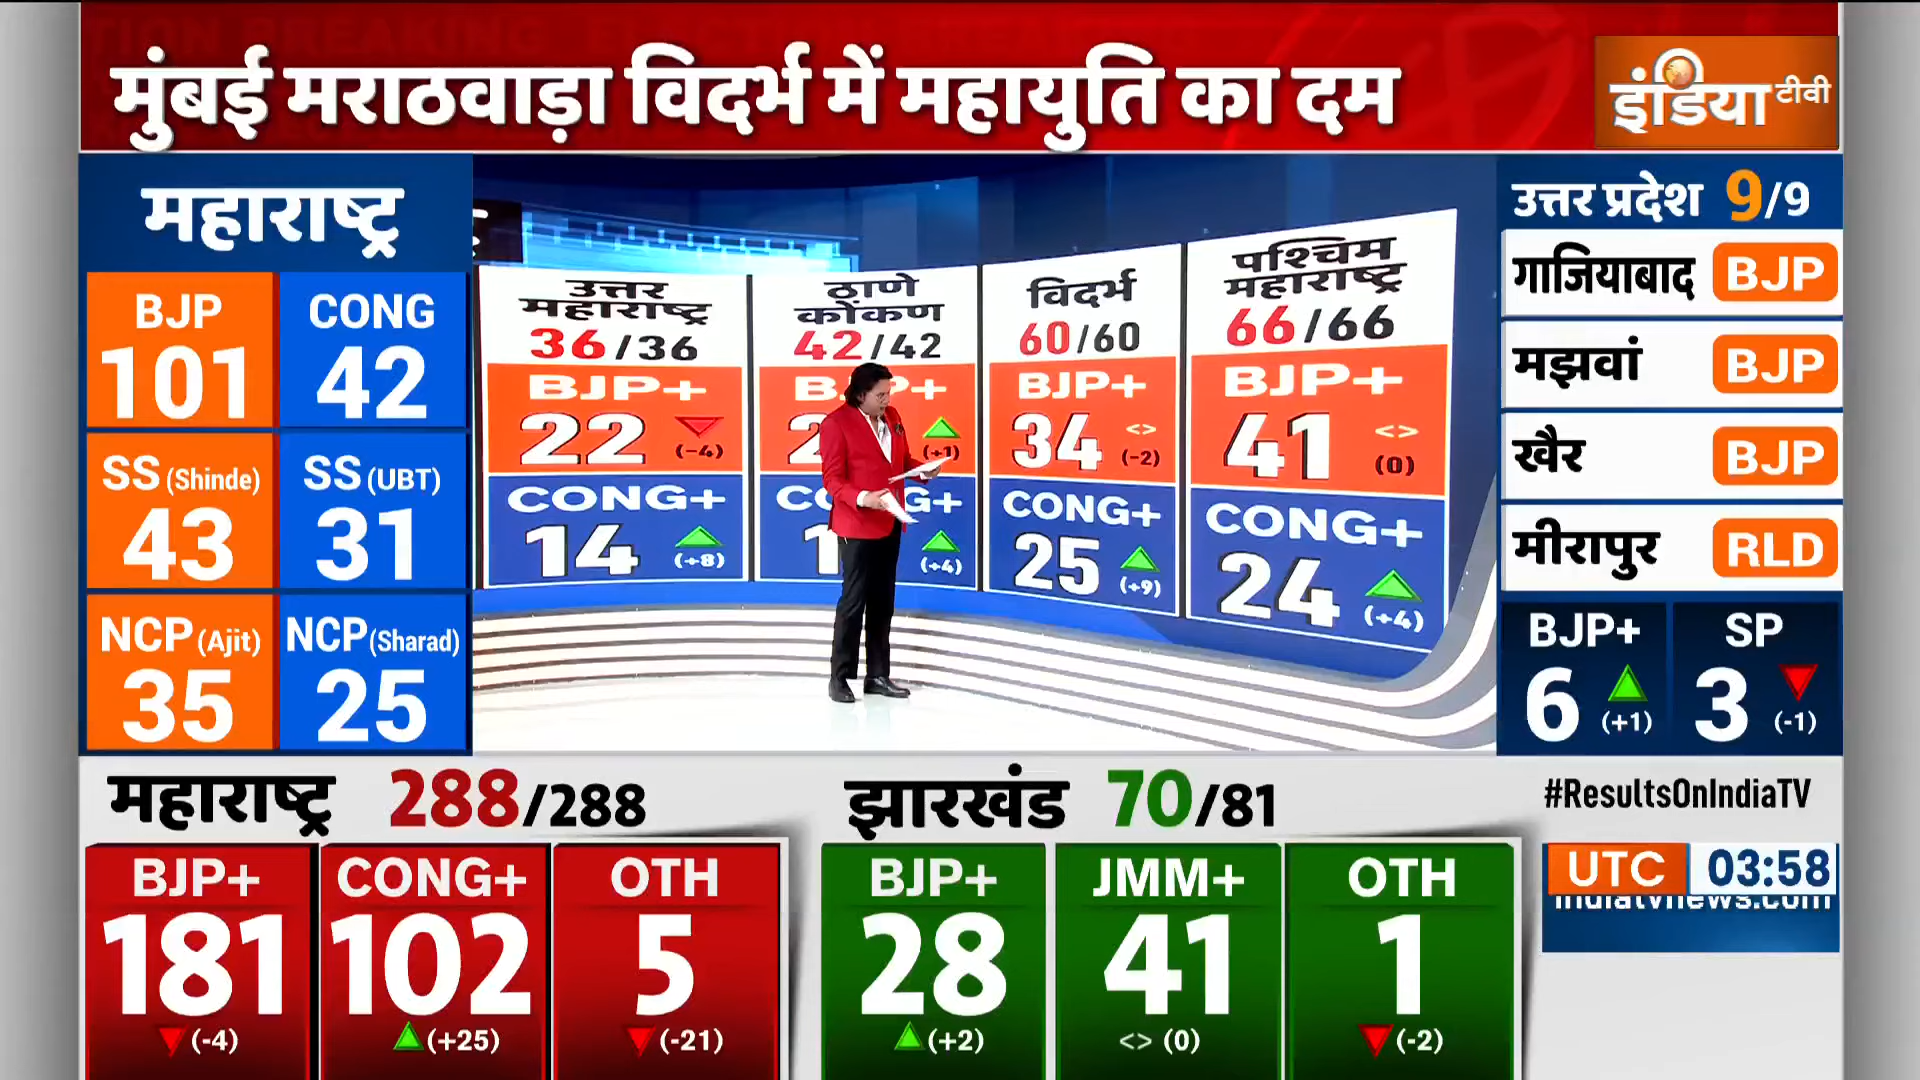 मुंबई मराठवाड़ा विदर्भ में महायुति का दम
इंडिया टीवी
महाराष्ट्र
BJP
101
CONG
42
SS (Shinde)
43
SS (UBT)
31
NCP (Ajit)
35
NCP (Sharad)
25
उत्तर
महाराष्ट्र
36/36
BJP+
22
(-4)
CONG+
14
(+8)
ठाणे
कोंकण
42/42
(+1)
(+4)
विदर्भ
60/60
BJP+
34
<>
(-2)
CONG+
25
(+9)
पश्चिम
महाराष्ट्र
66/66
BJP+
41
<>
(0)
CONG+
24
(+4)
उत्तर प्रदेश 9/9
गाजियाबाद BJP
मझवां BJP
खैर BJP
मीरापुर RLD
BJP+
6
(+1)
SP
3
(-1)
#ResultsOnIndiaTV
UTC 03:58
indiatvnews.com
महाराष्ट्र 288/288
BJP+
181
(-4)
CONG+
102
(+25)
OTH
5
(-21)
झारखंड 70/81
BJP+
28
(+2)
JMM+
41
<> (0)
OTH
1
(-2)